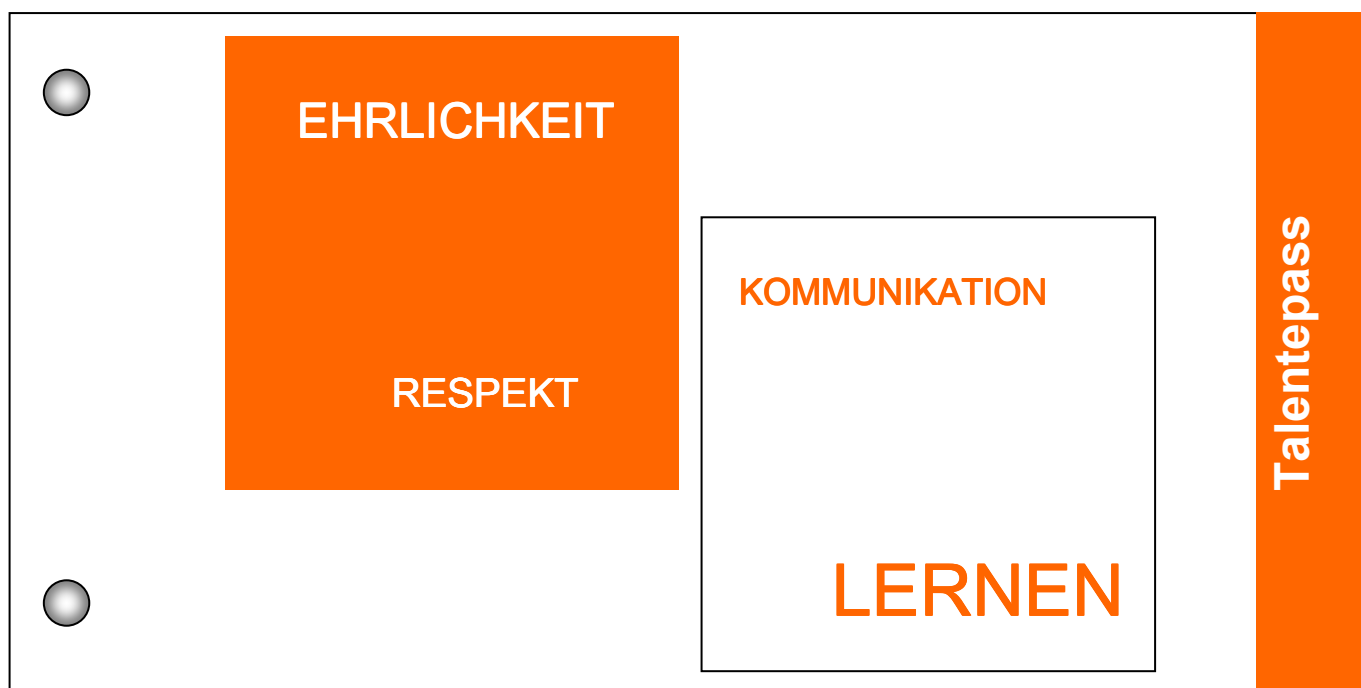 EHRLICHKEIT
RESPEKT
KOMMUNIKATION
LERNEN
Talentepass